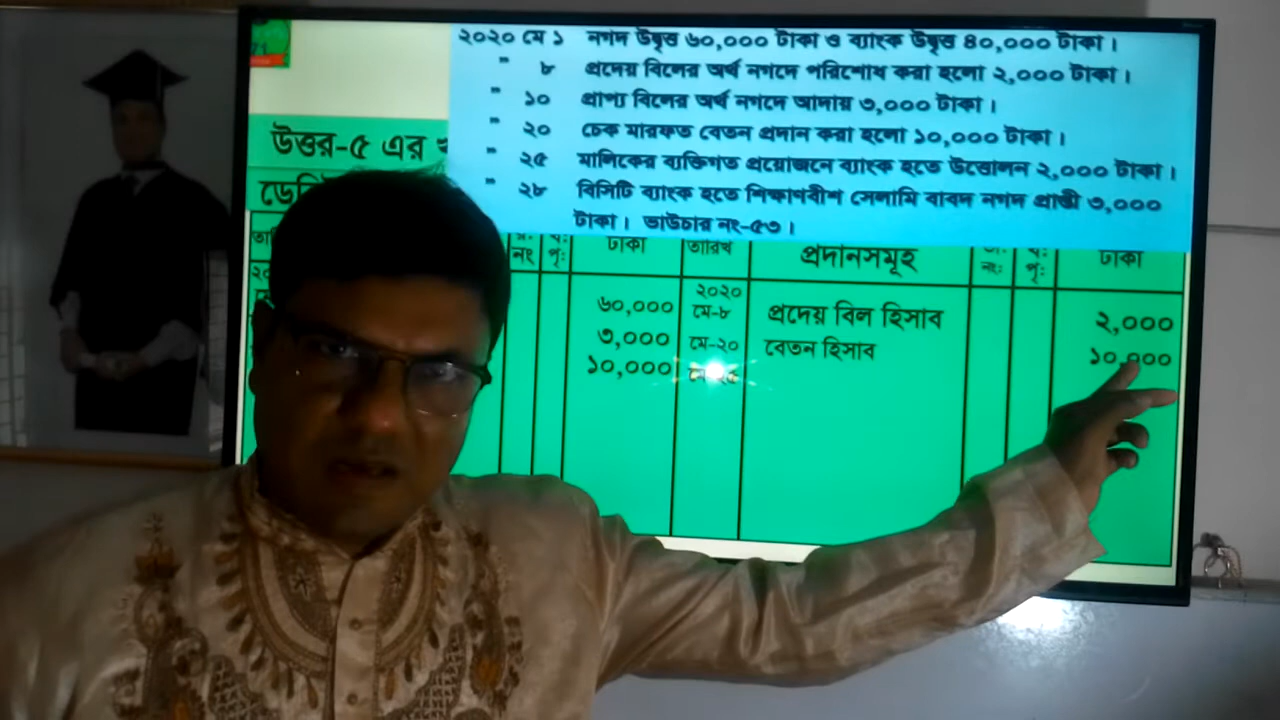 71
২০২০ মে ১ নগদ উদ্বৃত্ত ৬০,০০০ টাকা ও ব্যাংক উদ্বৃত্ত ৪০,০০০ টাকা।
" ৮ প্রদেয় বিলের অর্থ নগদে পরিশোধ করা হলো ২,০০০ টাকা।
" ১০ প্রাপ্য বিলের অর্থ নগদে আদায় ৩,০০০ টাকা।
" ২০ চেক মারফত বেতন প্রদান করা হলো ১০,০০০ টাকা।
" ২৫ মালিকের ব্যক্তিগত প্রয়োজনে ব্যাংক হতে উত্তোলন ২,০০০ টাকা।
" ২৮ বিসিটি ব্যাংক হতে শিক্ষাণবীশ সেলামি বাবদ নগদ প্রাপ্তী ৩,০০০
টাকা। ভাউচার নং-৫৩।
উত্তর-৫ এর
নং পৃ: টাকা তারিখ প্রদানসমূহ নং: পৃ: টাকা
২০২০
৬০,০০০ মে-৮ প্রদেয় বিল হিসাব ২,০০০
৩,০০০ মে-২০ বেতন হিসাব ১০,০০০
১০,০০০